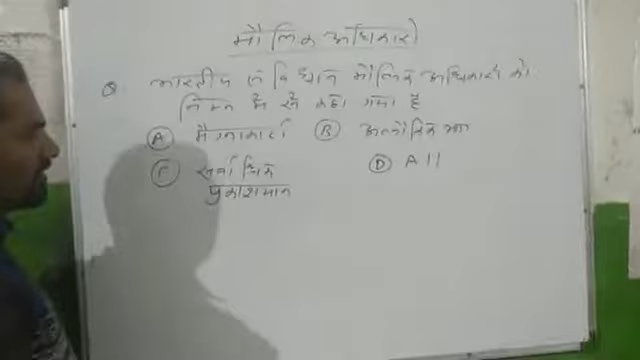 मौलिक अधिकारो
Q भारतीय संविधान मौलिक अधिकारो को
निम्न में से कहा गया है
(A) मैग्नाकार्टा (B)
(C) सर्वाधिक (D) All
प्रकाशमान